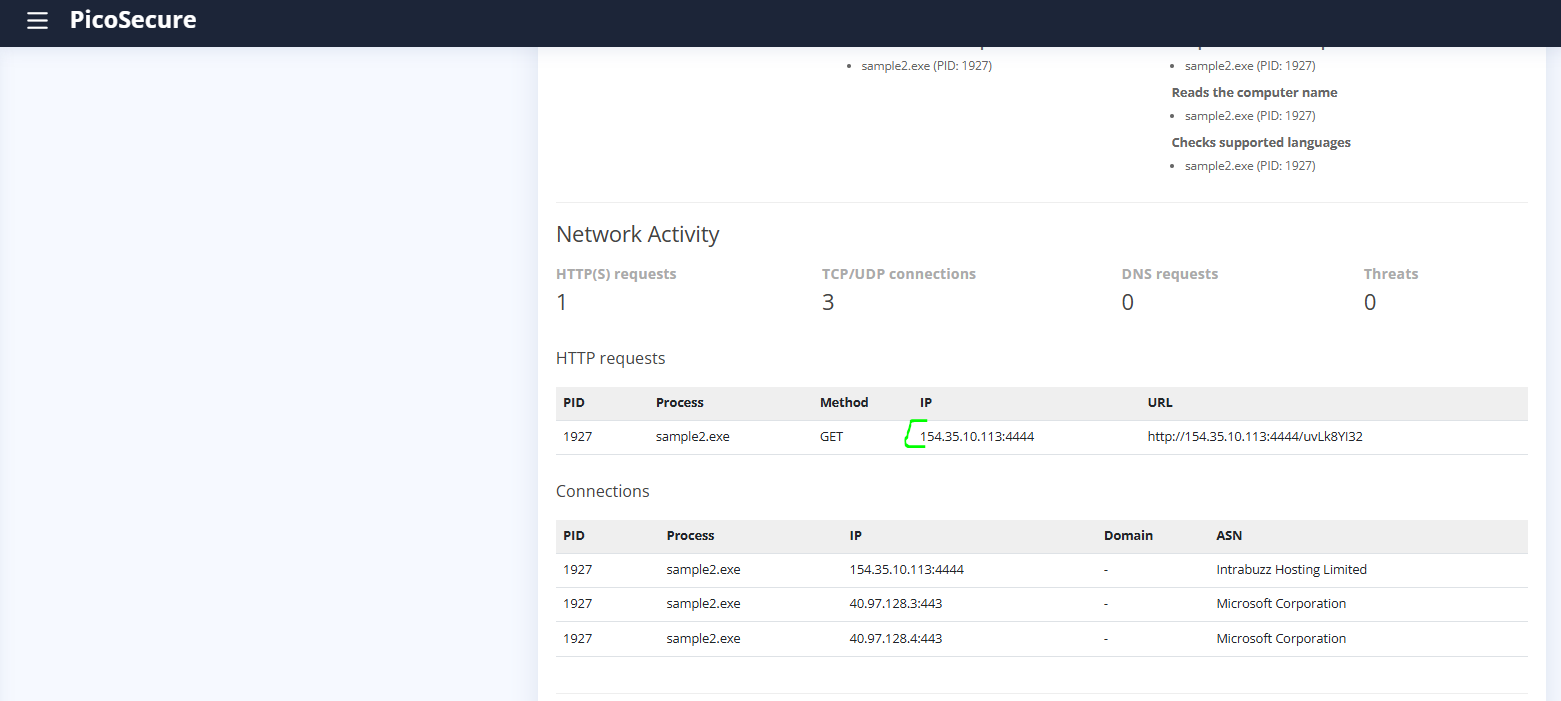 PicoSecure
sample2.exe (PID: 1927) sample2.exe (PID: 1927)
Reads the computer name
sample2.exe (PID: 1927)
Checks supported languages
sample2.exe (PID: 1927)
Network Activity
HTTP(S) requests TCP/UDP connections DNS requests Threats
1 3 0 0
HTTP requests
PID Process Method IP URL
1927 sample2.exe GET 154.35.10.113:4444 http://154.35.10.113:4444/uvLk8YI32
Connections
PID Process IP Domain ASN
1927 sample2.exe 154.35.10.113:4444 - Intrabuzz Hosting Limited
1927 sample2.exe 40.97.128.3:443 - Microsoft Corporation
1927 sample2.exe 40.97.128.4:443 - Microsoft Corporation